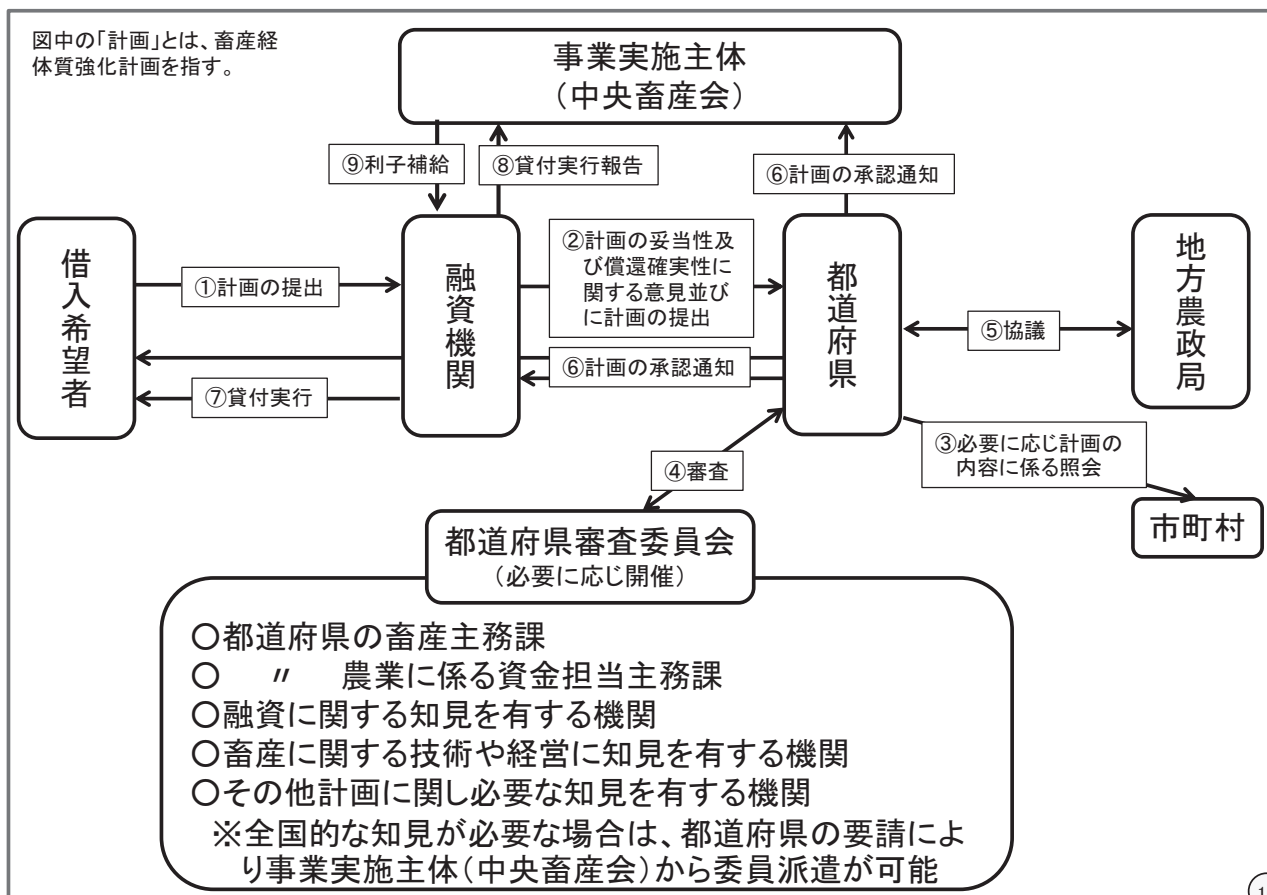 図中の「計画」とは、畜産経
体質強化計画を指す。
事業実施主体
（中央畜産会）
⑨利子補給
⑧貸付実行報告
⑥計画の承認通知
借入希望者
①計画の提出
融資機関
②計画の妥当性及
び償還確実性に
関する意見並び
に計画の提出
都道府県
⑤協議
地方農政局
⑥計画の承認通知
⑦貸付実行
③必要に応じ計画の
内容に係る照会
④審査
市町村
都道府県審査委員会
（必要に応じ開催）
○都道府県の畜産主務課
○　〃　農業に係る資金担当主務課
○融資に関する知見を有する機関
○畜産に関する技術や経営に知見を有する機関
○その他計画に関し必要な知見を有する機関
※全国的な知見が必要な場合は、都道府県の要請によ
り事業実施主体（中央畜産会）から委員派遣が可能